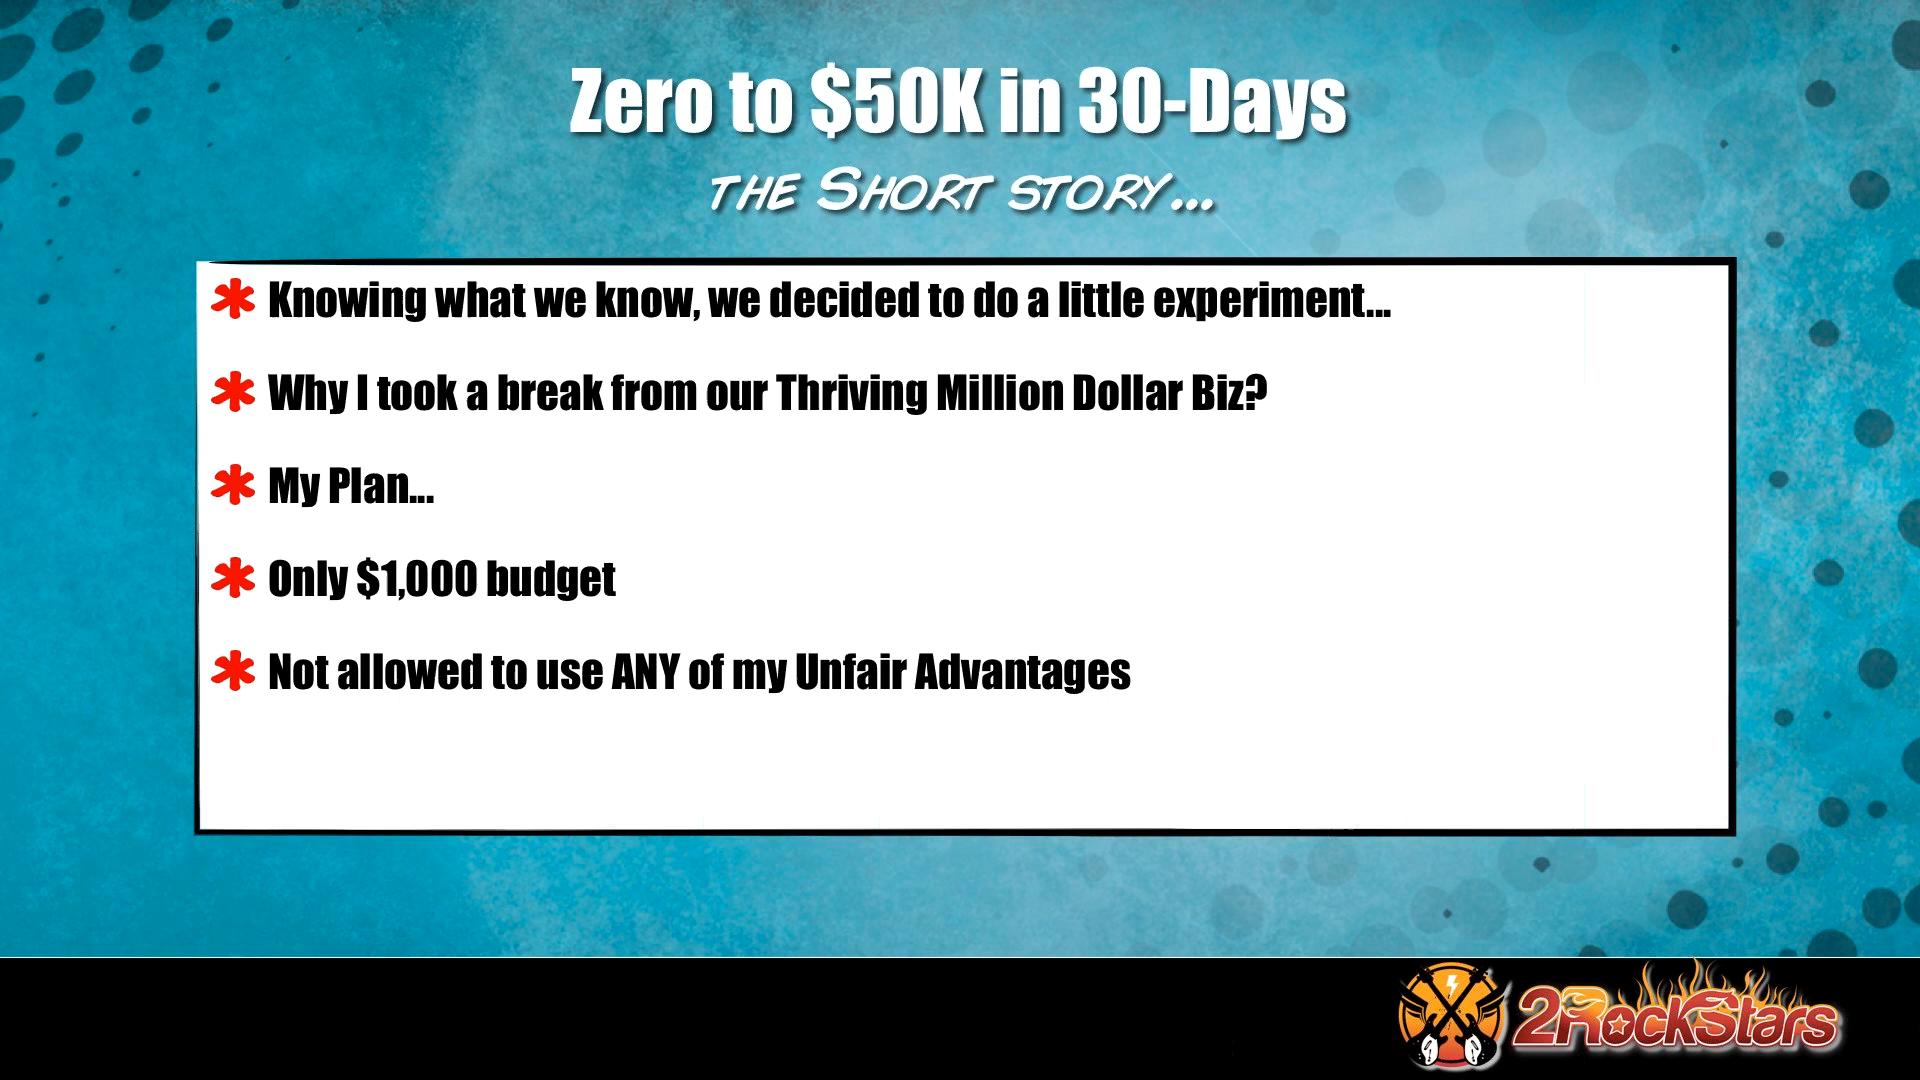 Zero to $50K in 30-Days
the Short story...
* Knowing what we know, we decided to do a little experiment...
* Why I took a break from our Thriving Million Dollar Biz?
* My Plan...
* Only $1,000 budget
* Not allowed to use ANY of my Unfair Advantages
2RockStars